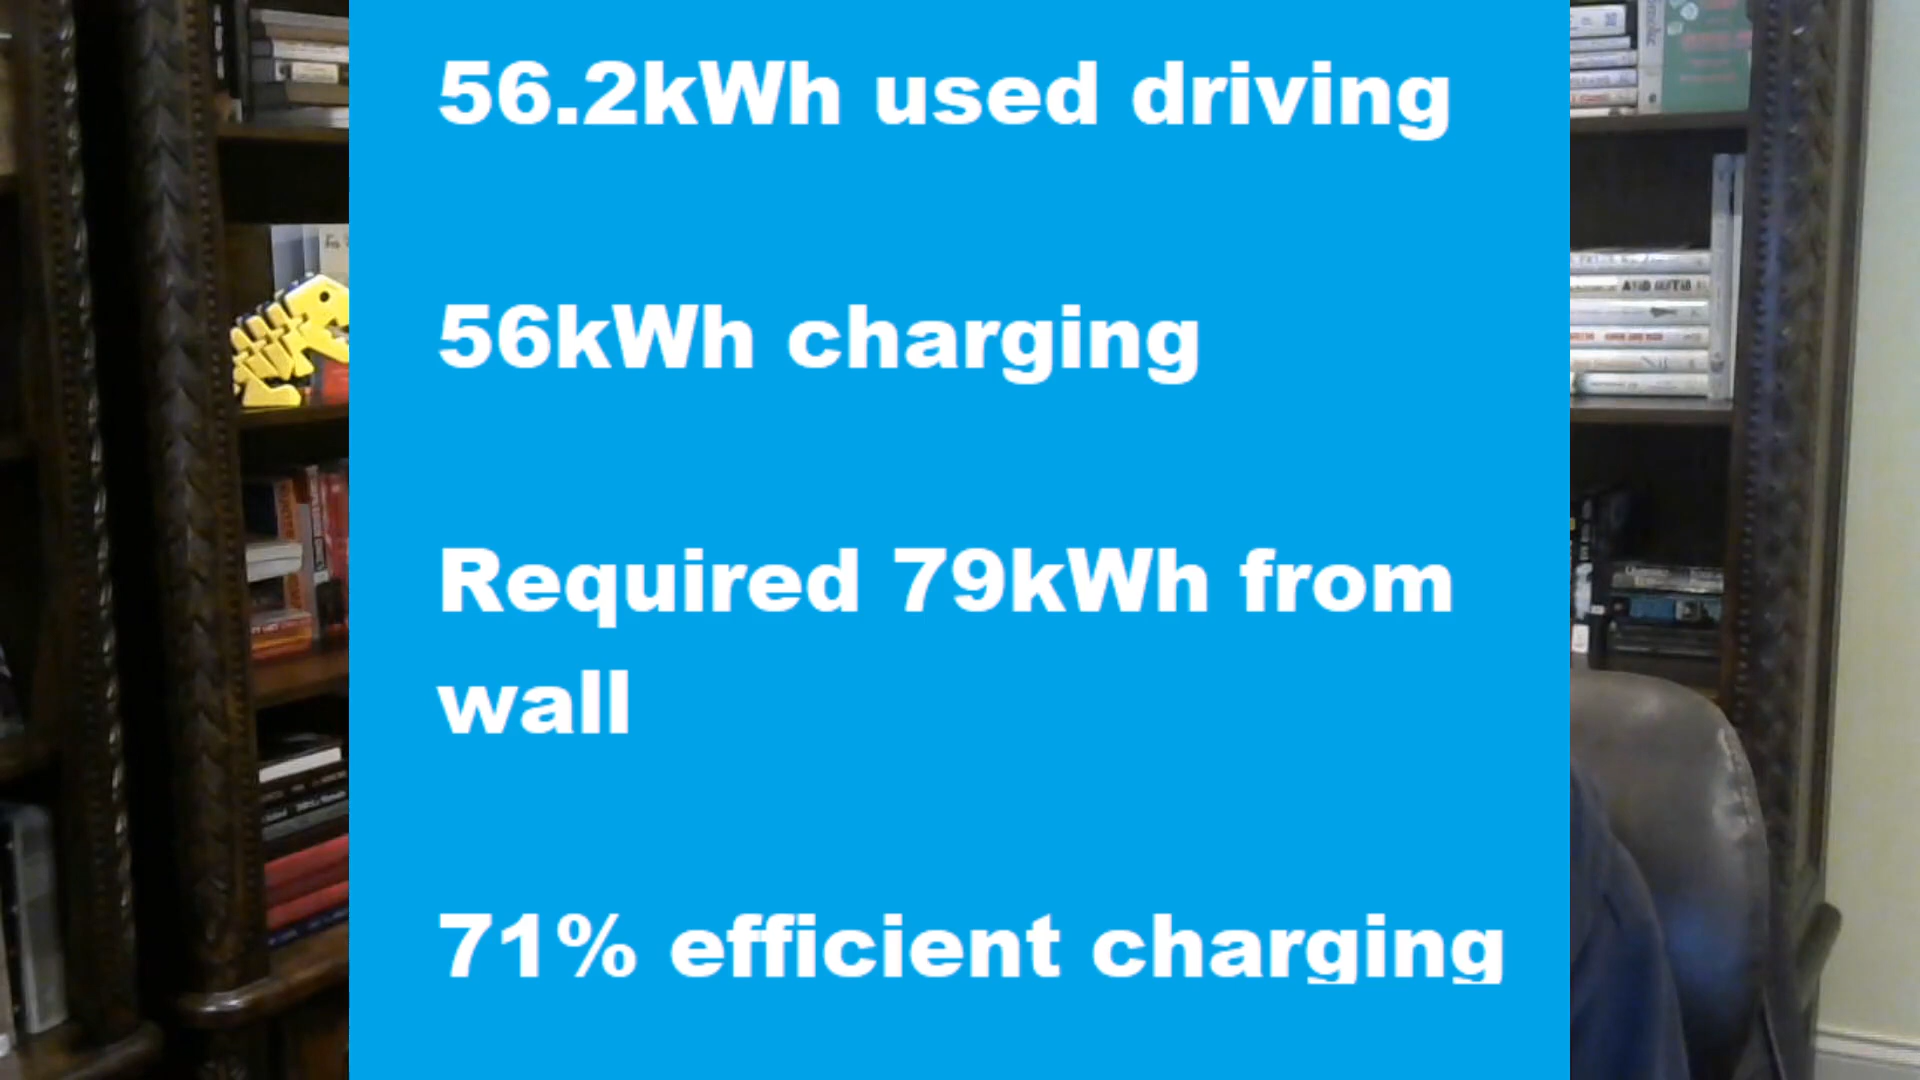 56.2kWh used driving
56kWh charging
Required 79kWh from
wall
71% efficient charging